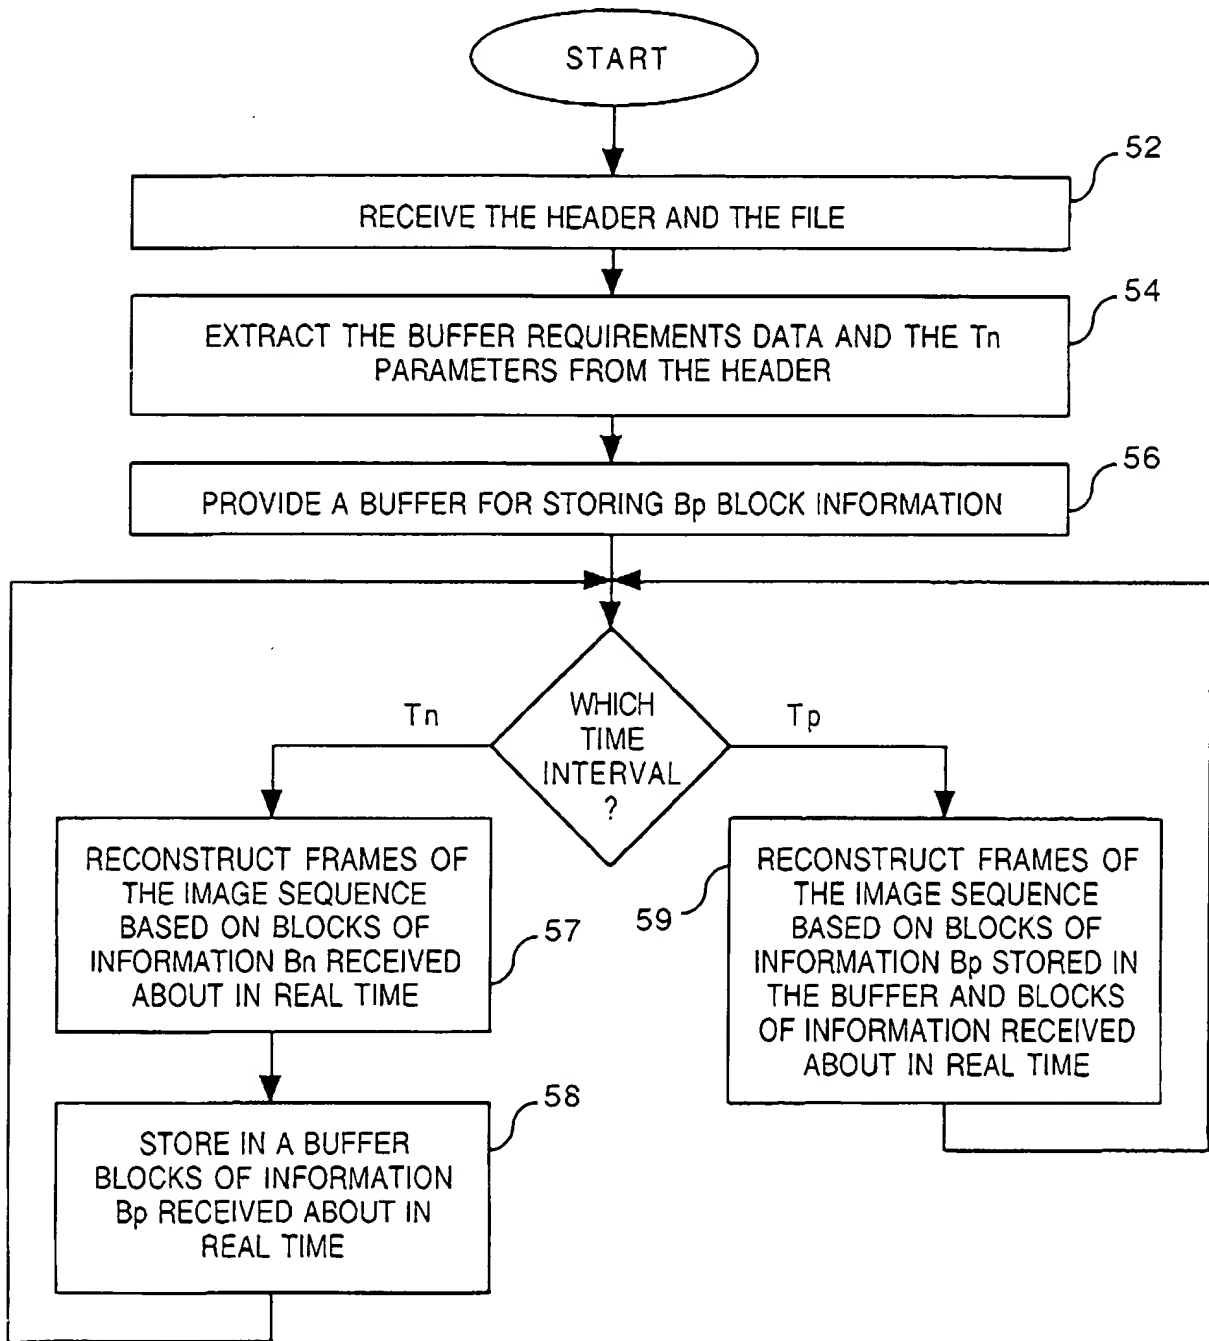 START
52
RECEIVE THE HEADER AND THE FILE
54
EXTRACT THE BUFFER REQUIREMENTS DATA AND THE Tn
PARAMETERS FROM THE HEADER
56
PROVIDE A BUFFER FOR STORING Bp BLOCK INFORMATION
WHICH
TIME
INTERVAL
?
Tn
Tp
RECONSTRUCT FRAMES OF
THE IMAGE SEQUENCE
BASED ON BLOCKS OF
INFORMATION Bn RECEIVED
ABOUT IN REAL TIME
57
STORE IN A BUFFER
BLOCKS OF INFORMATION
Bp RECEIVED ABOUT IN
REAL TIME
58
59
RECONSTRUCT FRAMES OF
THE IMAGE SEQUENCE
BASED ON BLOCKS OF
INFORMATION Bp STORED IN
THE BUFFER AND BLOCKS
OF INFORMATION RECEIVED
ABOUT IN REAL TIME